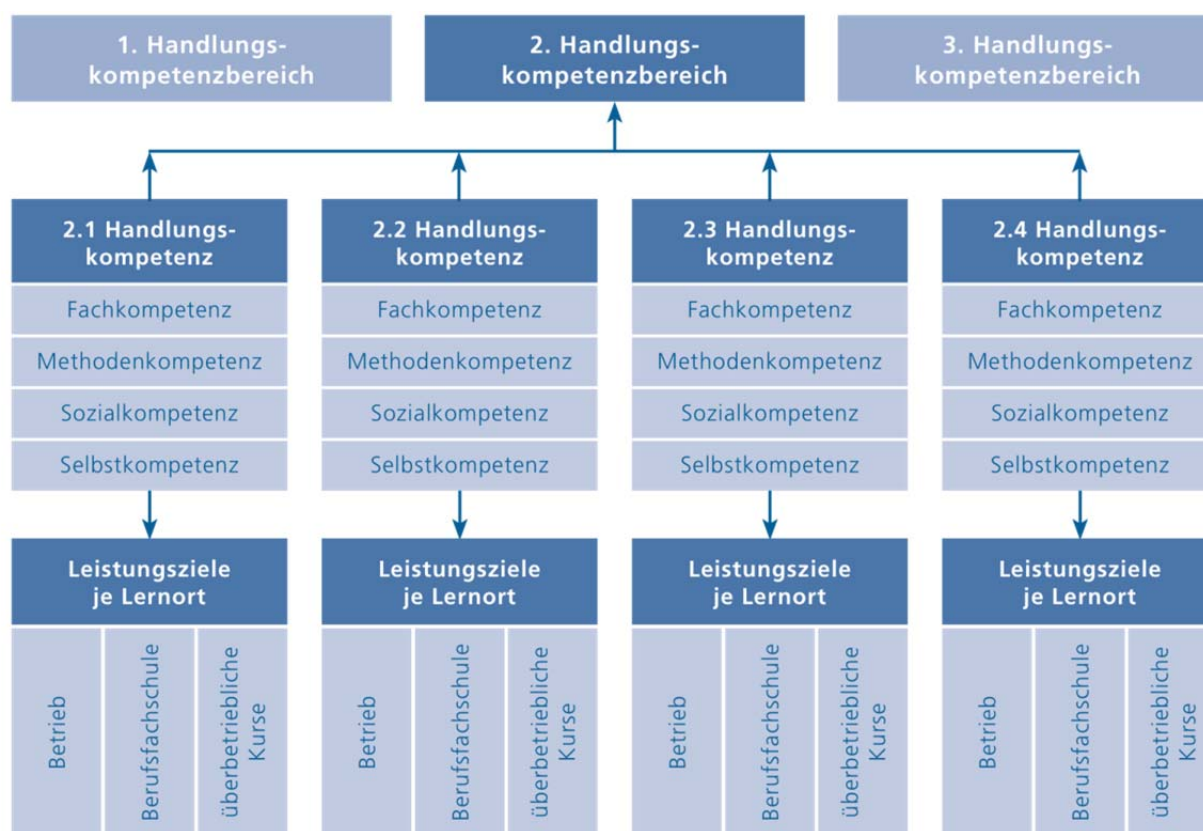 1. Handlungs-
kompetenzbereich
2. Handlungs-
kompetenzbereich
3. Handlungs-
kompetenzbereich
2.1 Handlungs-
kompetenz
2.2 Handlungs-
kompetenz
2.3 Handlungs-
kompetenz
2.4 Handlungs-
kompetenz
Fachkompetenz
Fachkompetenz
Fachkompetenz
Fachkompetenz
Methodenkompetenz
Methodenkompetenz
Methodenkompetenz
Methodenkompetenz
Sozialkompetenz
Sozialkompetenz
Sozialkompetenz
Sozialkompetenz
Selbstkompetenz
Selbstkompetenz
Selbstkompetenz
Selbstkompetenz
Leistungsziele
je Lernort
Leistungsziele
je Lernort
Leistungsziele
je Lernort
Leistungsziele
je Lernort
Betrieb
Berufsfachschule
überbetriebliche
Kurse
Betrieb
Berufsfachschule
überbetriebliche
Kurse
Betrieb
Berufsfachschule
überbetriebliche
Kurse
Betrieb
Berufsfachschule
überbetriebliche
Kurse